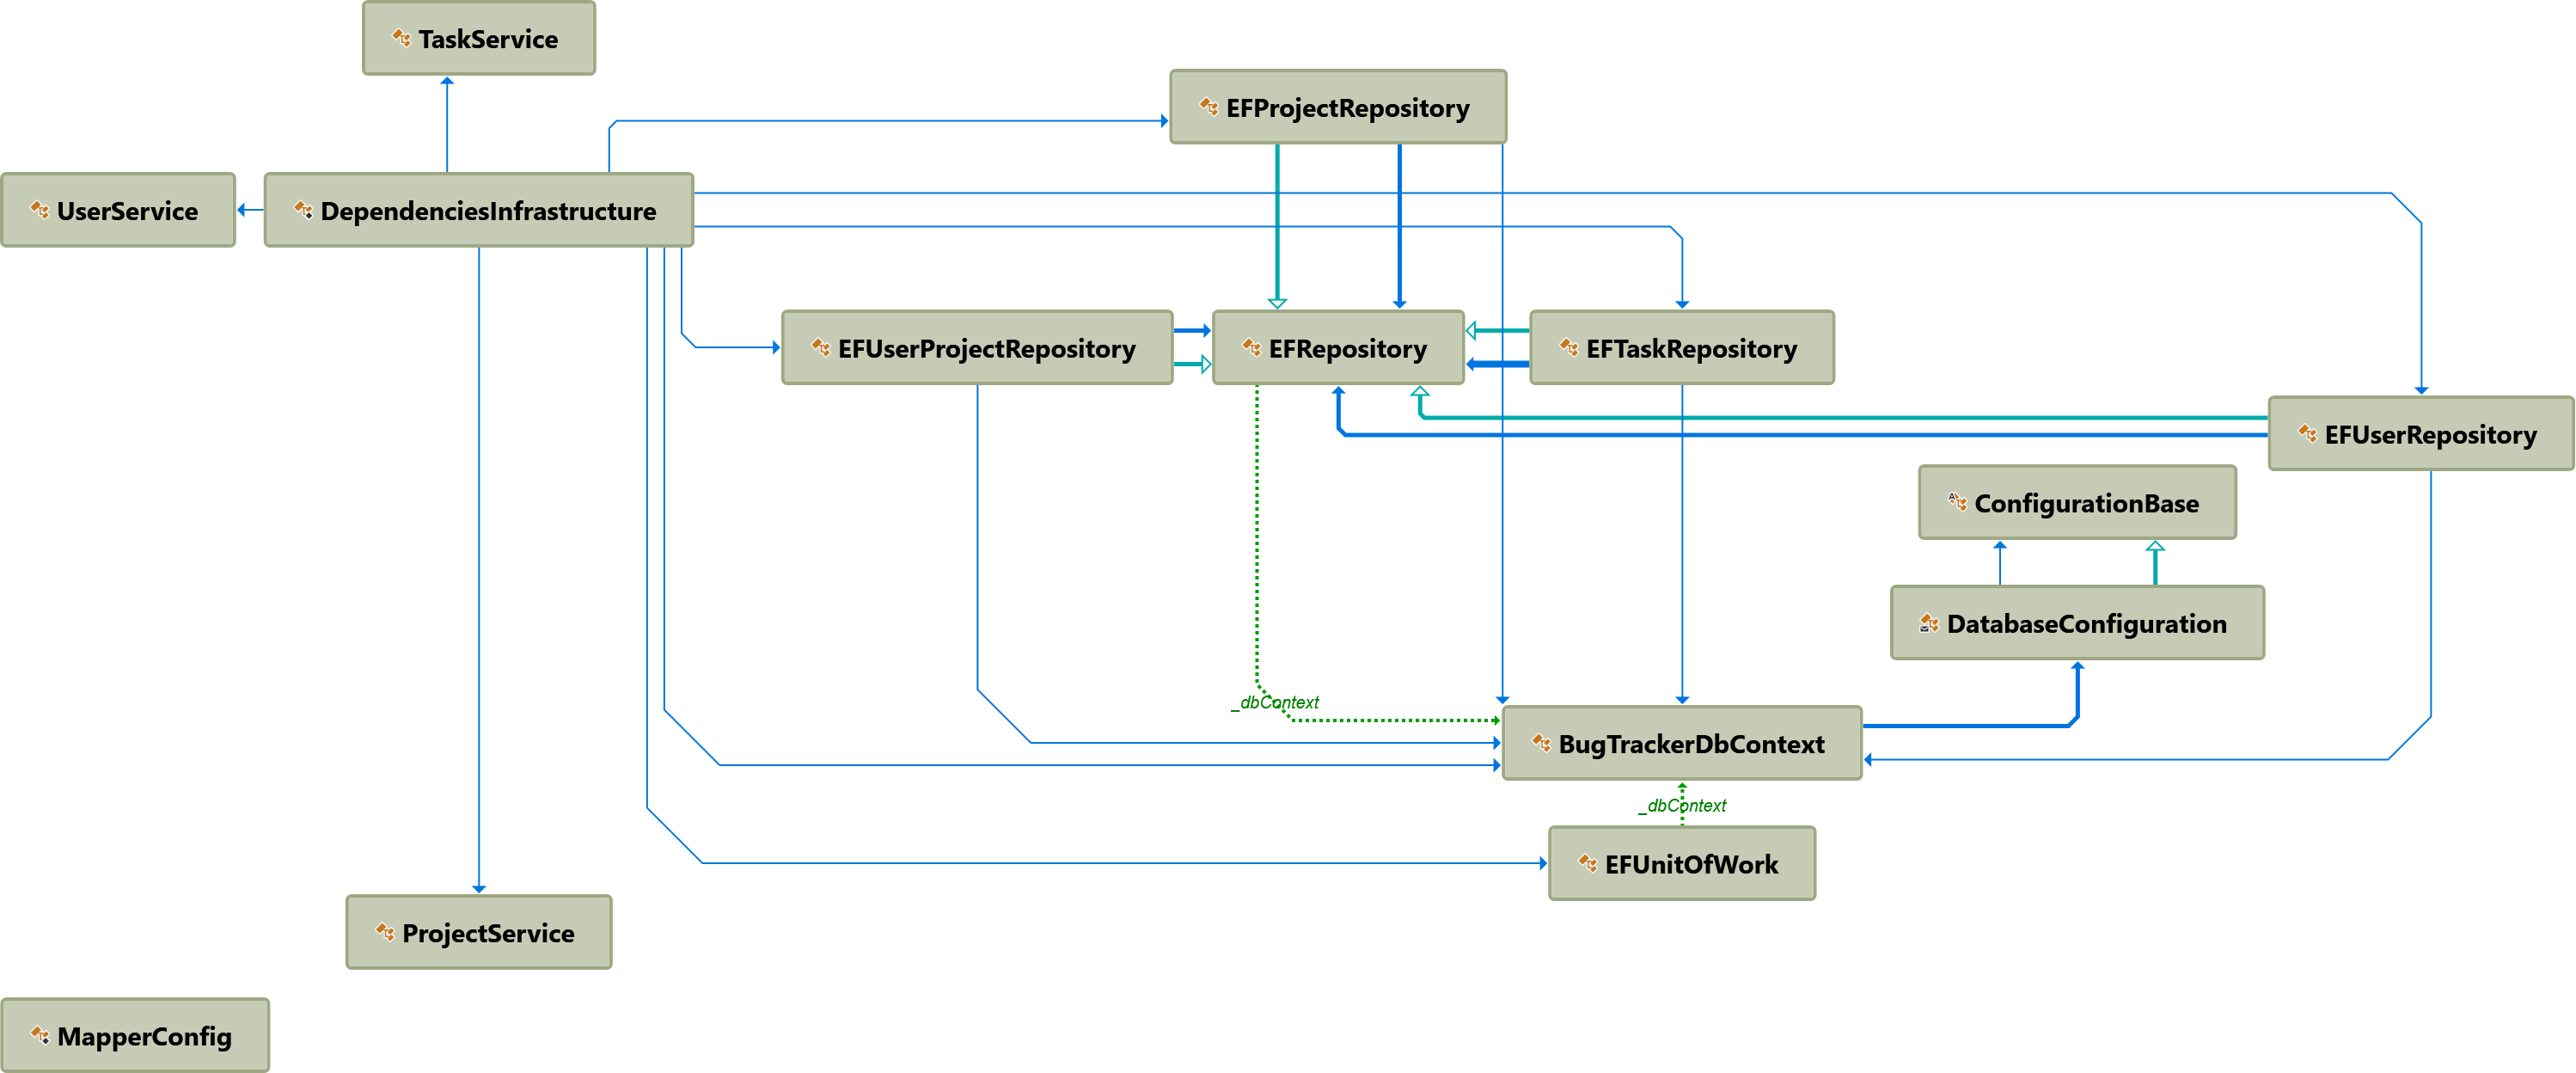 TaskService
EFProjectRepository
UserService
DependenciesInfrastructure
EFUserProjectRepository
EFRepository
EFTaskRepository
EFUserRepository
ConfigurationBase
DatabaseConfiguration
_dbContext
BugTrackerDbContext
_dbContext
EFUnitOfWork
ProjectService
MapperConfig